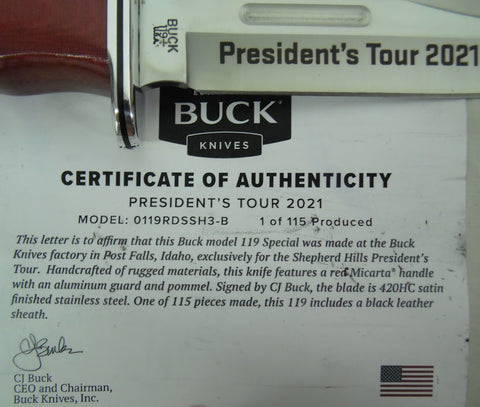 BUCK
119
U.S.A.
President's Tour 2021
BUCK®
KNIVES
CERTIFICATE OF AUTHENTICITY
PRESIDENT'S TOUR 2021
MODEL: 0119RDSSH3-B 1 of 115 Produced
This letter is to affirm that this Buck model 119 Special was made at the Buck
Knives factory in Post Falls, Idaho, exclusively for the Shepherd Hills President's
Tour. Handcrafted of rugged materials, this knife features a red Micarta® handle
with an aluminum guard and pommel. Signed by CJ Buck, the blade is 420HC satin
finished stainless steel. One of 115 pieces made, this 119 includes a black leather
sheath.
CJ Buck
CEO and Chairman,
Buck Knives, Inc.